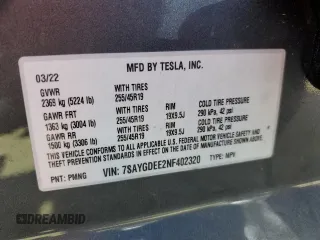 MFD BY TESLA, INC.
03/22
GVWR
2369 kg (5224 lb)
WITH TIRES
255/45R19
GAWR FRT
1363 kg (3004 lb)
WITH TIRES
255/45R19
RIM
19X9.5J
COLD TIRE PRESSURE
290 kPa, 42 psi
GAWR RR
1500 kg (3306 lb)
WITH TIRES
255/45R19
RIM
19X9.5J
COLD TIRE PRESSURE
290 kPa, 42 psi
THIS VEHICLE CONFORMS TO ALL APPLICABLE U.S. FEDERAL MOTOR VEHICLE SAFETY AND
THEFT PREVENTION STANDARDS IN EFFECT ON THE DATE OF MANUFACTURE SHOWN ABOVE.
PNT: PMNG
VIN: 7SAYGDEE2NF402320
TYPE: MPV
DREAMBID